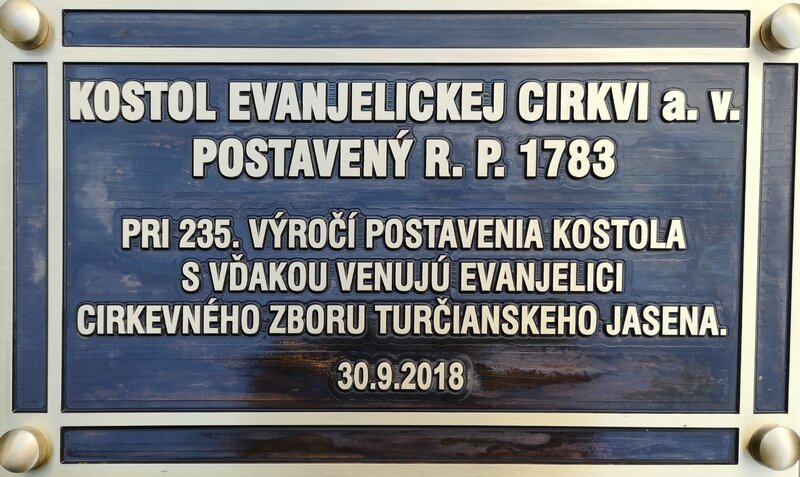 KOSTOL EVANJELICKEJ CIRKVI a. v.
POSTAVENÝ R. P. 1783
PRI 235. VÝROČÍ POSTAVENIA KOSTOLA
S VĎAKOU VENUJÚ EVANJELICI
CIRKEVNÉHO ZBORU TURČIANSKEHO JASENA.
30.9.2018